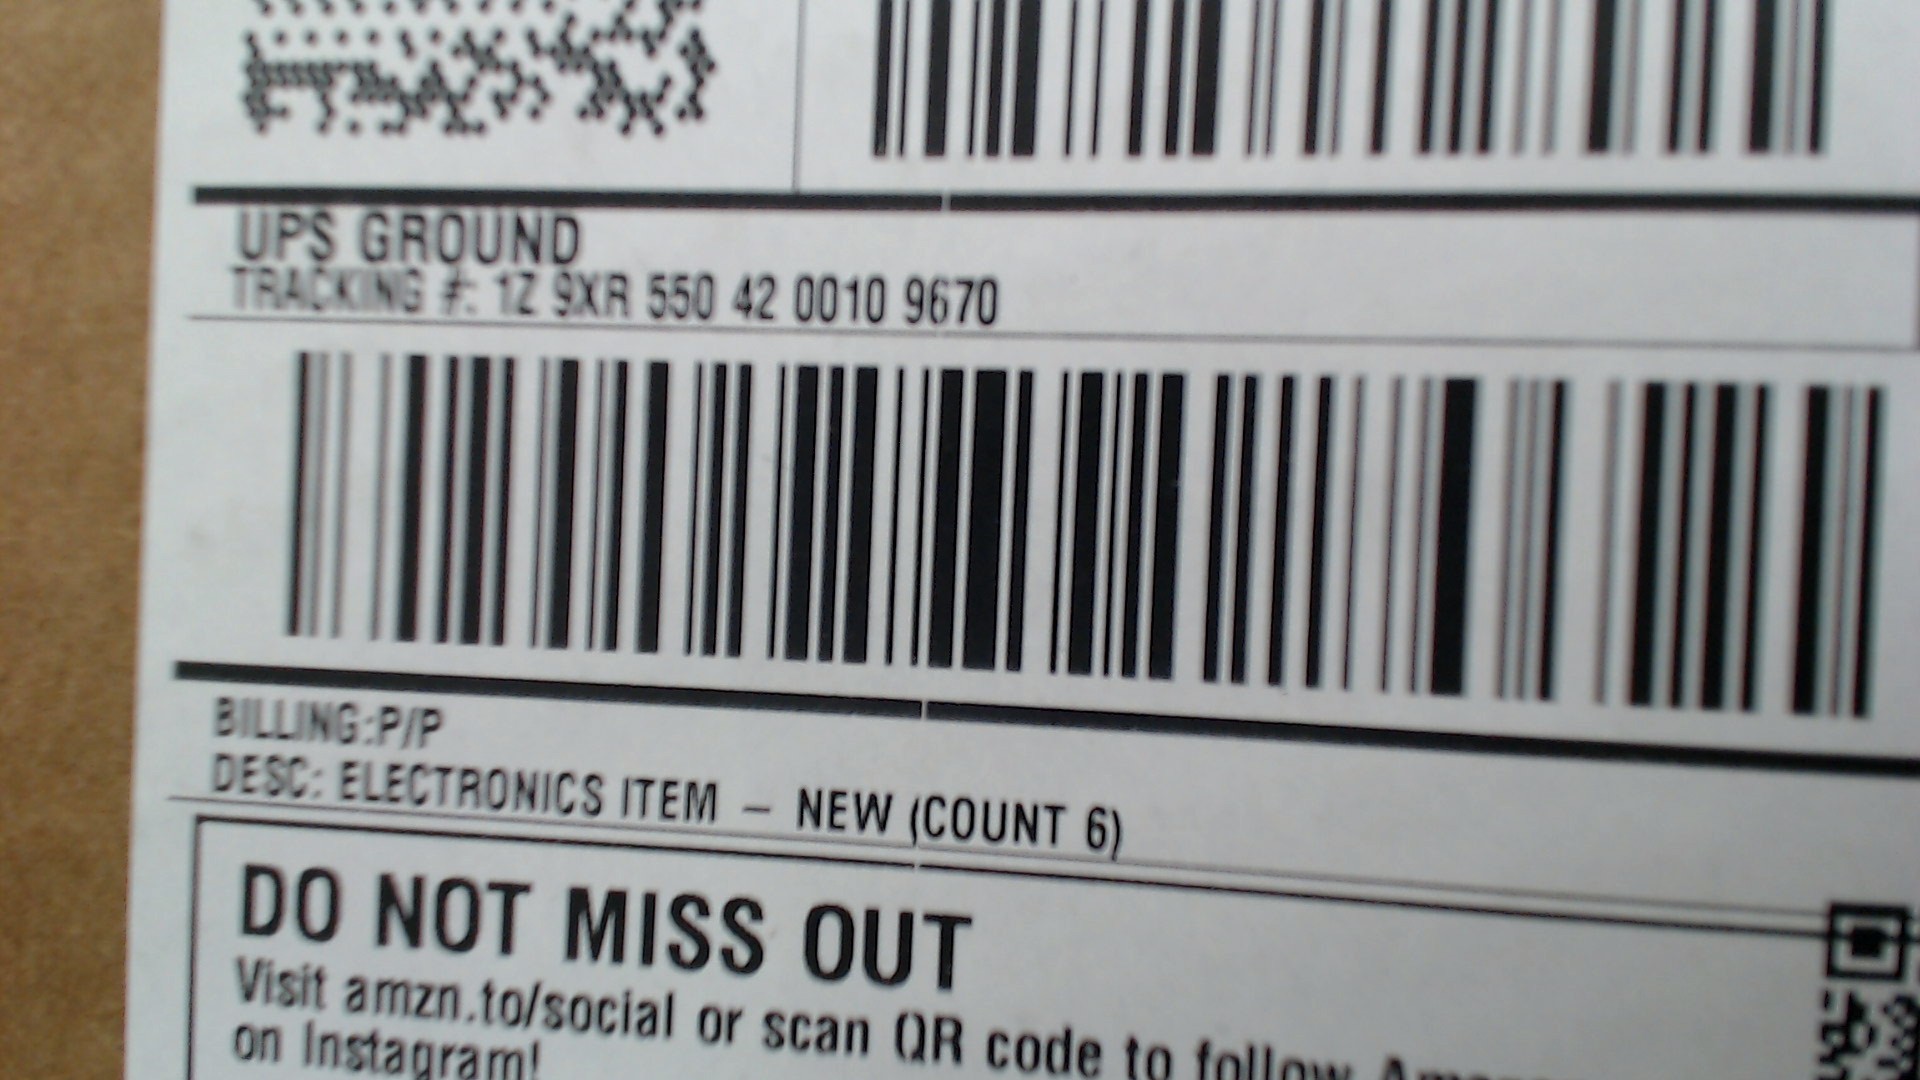 UPS GROUND
TRACKING #: 1Z 9XR 550 42 0010 9670
BILLING:P/P
DESC: ELECTRONICS ITEM – NEW (COUNT 6)
DO NOT MISS OUT
Visit amzn.to/social or scan QR code to follow
on Instagram!